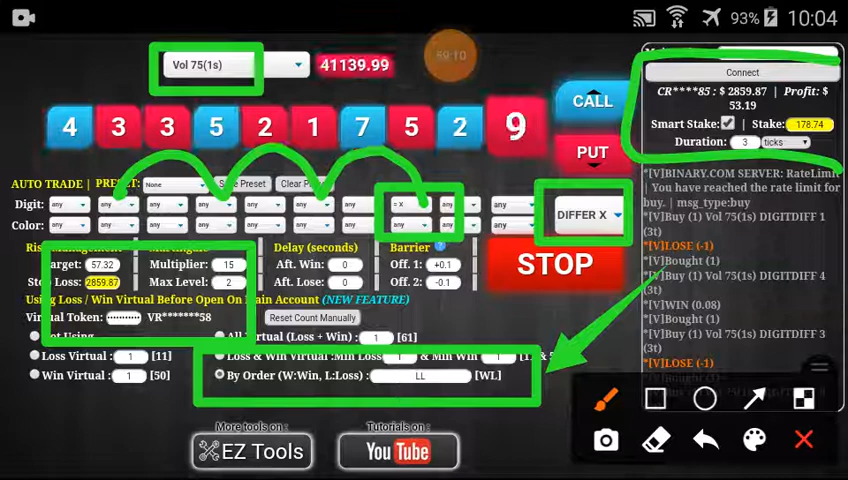 93% 10:04
Vol 75(1s) 41139.99 59:10
Connect
CR****85 : $ 2859.87 | Profit: $
53.19
Smart Stake: | Stake: 178.74
Duration: 3 ticks
4 3 3 5 2 1 7 5 2 9
CALL
PUT
AUTO TRADE | PRESET: None Preset Clear
Digit: any any any any any any any = X any any
Color: any any any any any any any any any any
DIFFER X
STOP
Delay (seconds) Barrier ?
Target: 57.32 Multiplier: 15 Aft. Win: 0 Off. 1: +0.1
Loss: 2859.87 Max Level: 2 Aft. Lose: 0 Off. 2: -0.1
Using Loss / Win Virtual Before Open On Main Account (NEW FEATURE)
Virtual Token: VR*******58 Reset Count Manually
Using All Virtual (Loss + Win): 1 [61]
Loss Virtual: 1 [11] Loss & Win Virtual :Min Loss 1 & Min Win 1
Win Virtual : 1 [50] By Order (W:Win, L:Loss) : LL [WL]
*[V]BINARY.COM SERVER: RateLimit
| You have reached the rate limit for
buy. | msg_type:buy
*[V]Buy (1) Vol 75(1s) DIGITDIFF 1
(3t)
*[V]LOSE (-1)
*[V]Bought (1)
*[V]Buy (1) Vol 75(1s) DIGITDIFF 4
(3t)
*[V]WIN (0.08)
*[V]Bought (1)
*[V]Buy (1) Vol 75(1s) DIGITDIFF 3
(3t)
*[V]LOSE (-1)
More tools on : Tutorials on :
EZ Tools YouTube